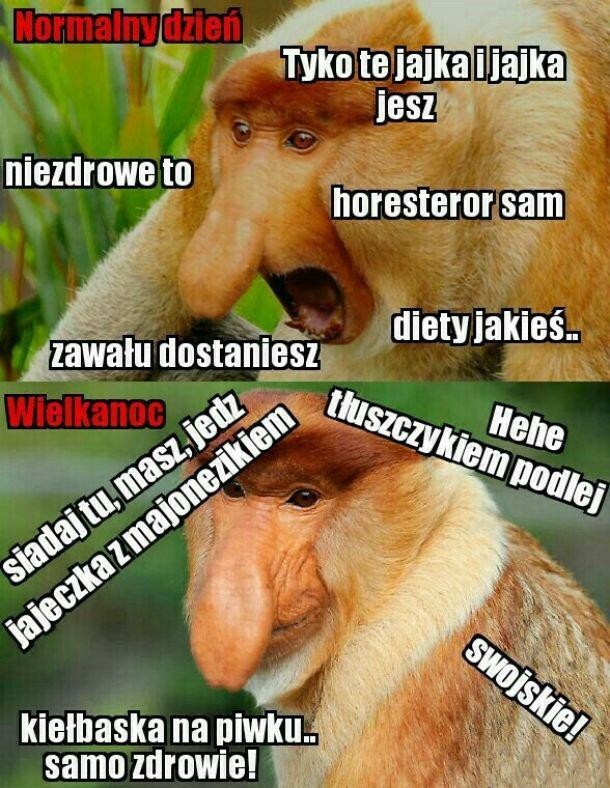 Normalny dzień
Tyko te jajka i jajka
jesz
niezdrowe to
horesteror sam
diety jakieś..
zawału dostaniesz
Wielkanoc
siadaj tu, masz, jedz
jajeczka z majonezikiem
Hehe
tłuszczykiem podlej
swojskie!
kiełbaska na piwku..
samo zdrowie!